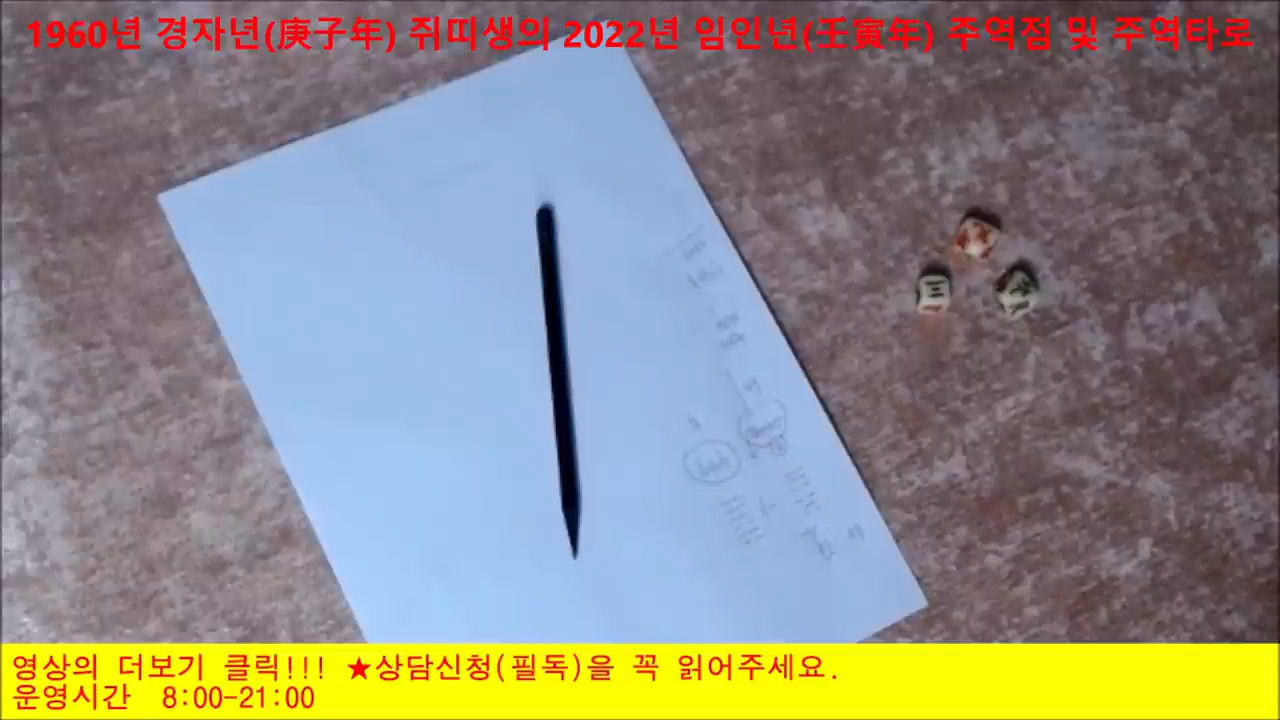 1960년 경자년(庚子年) 쥐띠생의 2022년 임인년(壬寅年) 주역점 및 주역타로
영상의 더보기 클릭!!! ★상담신청(필독)을 꼭 읽어주세요.
운영시간 8:00-21:00